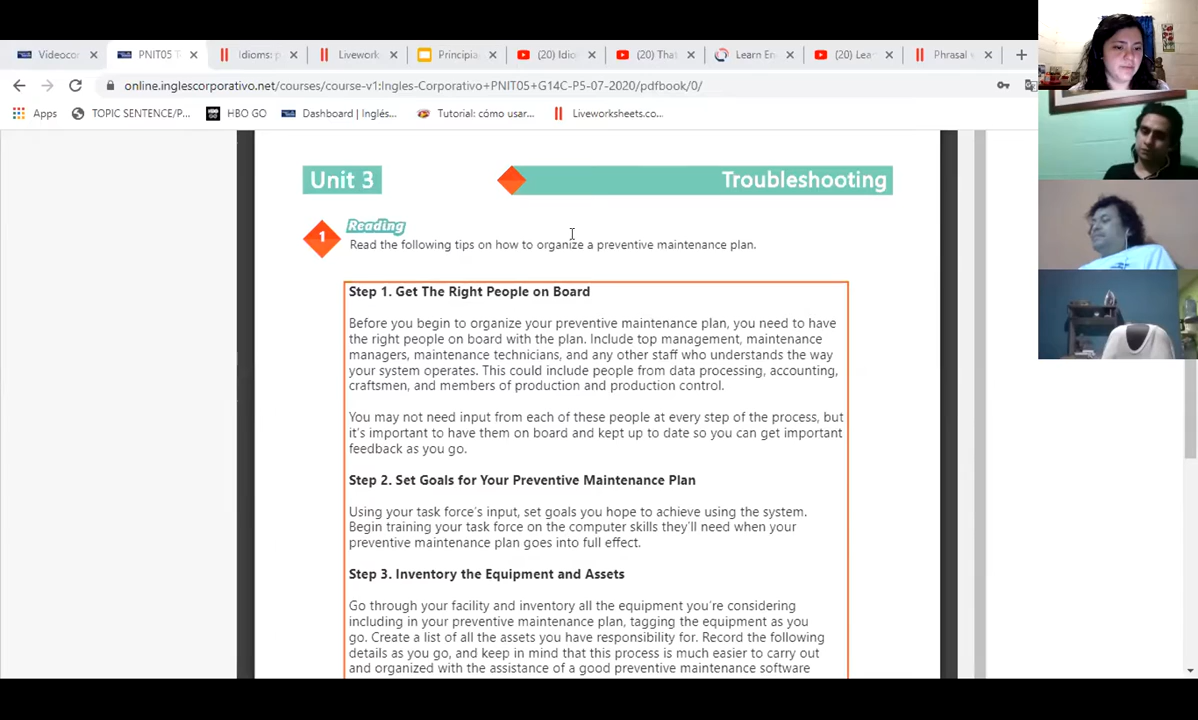 Videocor
PNIT05 T
Idioms: p
Livework
Principia
(20) Idio
(20) Tha
Learn En
(20) Lea
Phrasal v
online.inglescorporativo.net/courses/course-v1:Ingles-Corporativo+PNIT05+G14C-P5-07-2020/pdfbook/0/
Apps
TOPIC SENTENCE/P...
HBO GO
Dashboard | Inglés...
Tutorial: cómo usar...
Liveworksheets.co...
Unit 3
Troubleshooting
1
Reading
Read the following tips on how to organize a preventive maintenance plan.
Step 1. Get The Right People on Board
Before you begin to organize your preventive maintenance plan, you need to have
the right people on board with the plan. Include top management, maintenance
managers, maintenance technicians, and any other staff who understands the way
your system operates. This could include people from data processing, accounting,
craftsmen, and members of production and production control.
You may not need input from each of these people at every step of the process, but
it's important to have them on board and kept up to date so you can get important
feedback as you go.
Step 2. Set Goals for Your Preventive Maintenance Plan
Using your task force's input, set goals you hope to achieve using the system.
Begin training your task force on the computer skills they'll need when your
preventive maintenance plan goes into full effect.
Step 3. Inventory the Equipment and Assets
Go through your facility and inventory all the equipment you're considering
including in your preventive maintenance plan, tagging the equipment as you
go. Create a list of all the assets you have responsibility for. Record the following
details as you go, and keep in mind that this process is much easier to carry out
and organized with the assistance of a good preventive maintenance software